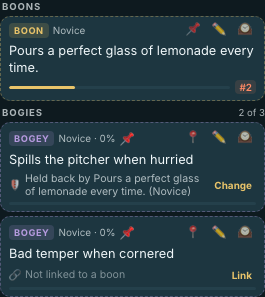 BOONS
BOON Novice
Pours a perfect glass of lemonade every
time.
#2
BOGIES 2 of 3
BOGEY Novice · 0%
Spills the pitcher when hurried
Held back by Pours a perfect glass of
lemonade every time. (Novice)
Change
BOGEY Novice · 0%
Bad temper when cornered
Not linked to a boon Link